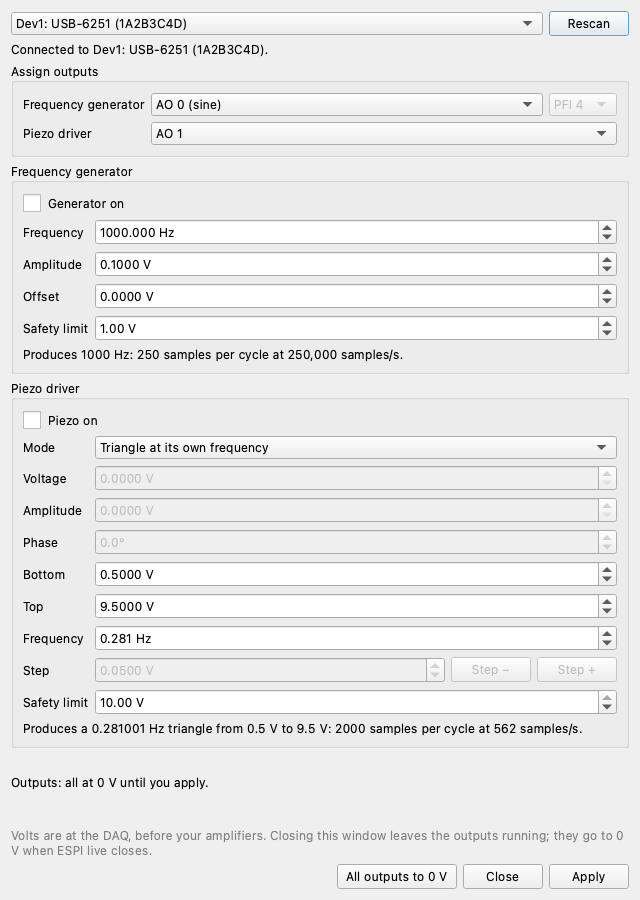 Dev1: USB-6251 (1A2B3C4D)
Rescan
Connected to Dev1: USB-6251 (1A2B3C4D).
Assign outputs
Frequency generator AO 0 (sine) PFI 4
Piezo driver AO 1
Frequency generator
Generator on
Frequency 1000.000 Hz
Amplitude 0.1000 V
Offset 0.0000 V
Safety limit 1.00 V
Produces 1000 Hz: 250 samples per cycle at 250,000 samples/s.
Piezo driver
Piezo on
Mode Triangle at its own frequency
Voltage 0.0000 V
Amplitude 0.0000 V
Phase 0.0°
Bottom 0.5000 V
Top 9.5000 V
Frequency 0.281 Hz
Step 0.0500 V Step − Step +
Safety limit 10.00 V
Produces a 0.281001 Hz triangle from 0.5 V to 9.5 V: 2000 samples per cycle at 562 samples/s.
Outputs: all at 0 V until you apply.
Volts are at the DAQ, before your amplifiers. Closing this window leaves the outputs running; they go to 0
V when ESPI live closes.
All outputs to 0 V Close Apply